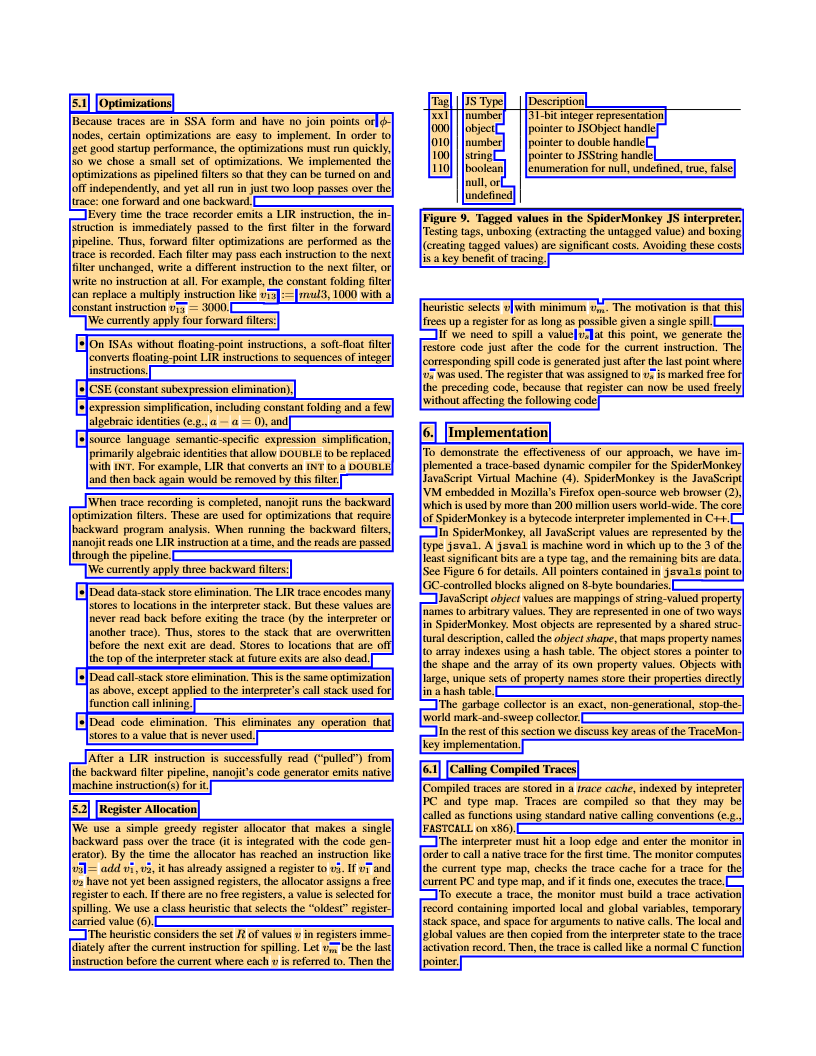 5.1 Optimizations
Because traces are in SSA form and have no join points or ϕ-
nodes, certain optimizations are easy to implement. In order to
get good startup performance, the optimizations must run quickly,
so we chose a small set of optimizations. We implemented the
optimizations as pipelined filters so that they can be turned on and
off independently, and yet all run in just two loop passes over the
trace: one forward and one backward.
Every time the trace recorder emits a LIR instruction, the in-
struction is immediately passed to the first filter in the forward
pipeline. Thus, forward filter optimizations are performed as the
trace is recorded. Each filter may pass each instruction to the next
filter unchanged, write a different instruction to the next filter, or
write no instruction at all. For example, the constant folding filter
can replace a multiply instruction like v13 := mul3, 1000 with a
constant instruction v13 = 3000.
We currently apply four forward filters:
• On ISAs without floating-point instructions, a soft-float filter
converts floating-point LIR instructions to sequences of integer
instructions.
• CSE (constant subexpression elimination),
• expression simplification, including constant folding and a few
algebraic identities (e.g., a − a = 0), and
• source language semantic-specific expression simplification,
primarily algebraic identities that allow DOUBLE to be replaced
with INT. For example, LIR that converts an INT to a DOUBLE
and then back again would be removed by this filter.
When trace recording is completed, nanojit runs the backward
optimization filters. These are used for optimizations that require
backward program analysis. When running the backward filters,
nanojit reads one LIR instruction at a time, and the reads are passed
through the pipeline.
We currently apply three backward filters:
• Dead data-stack store elimination. The LIR trace encodes many
stores to locations in the interpreter stack. But these values are
never read back before exiting the trace (by the interpreter or
another trace). Thus, stores to the stack that are overwritten
before the next exit are dead. Stores to locations that are off
the top of the interpreter stack at future exits are also dead.
• Dead call-stack store elimination. This is the same optimization
as above, except applied to the interpreter's call stack used for
function call inlining.
• Dead code elimination. This eliminates any operation that
stores to a value that is never used.
After a LIR instruction is successfully read ("pulled") from
the backward filter pipeline, nanojit's code generator emits native
machine instruction(s) for it.
5.2 Register Allocation
We use a simple greedy register allocator that makes a single
backward pass over the trace (it is integrated with the code gen-
erator). By the time the allocator has reached an instruction like
v3 = add v1, v2, it has already assigned a register to v3. If v1 and
v2 have not yet been assigned registers, the allocator assigns a free
register to each. If there are no free registers, a value is selected for
spilling. We use a class heuristic that selects the "oldest" register-
carried value (6).
The heuristic considers the set R of values v in registers imme-
diately after the current instruction for spilling. Let vm be the last
instruction before the current where each v is referred to. Then the
Tag JS Type Description
xx1 number 31-bit integer representation
000 object pointer to JSObject handle
010 number pointer to double handle
100 string pointer to JSString handle
110 boolean enumeration for null, undefined, true, false
null, or
undefined
Figure 9. Tagged values in the SpiderMonkey JS interpreter.
Testing tags, unboxing (extracting the untagged value) and boxing
(creating tagged values) are significant costs. Avoiding these costs
is a key benefit of tracing.
heuristic selects v with minimum vm. The motivation is that this
frees up a register for as long as possible given a single spill.
If we need to spill a value vs at this point, we generate the
restore code just after the code for the current instruction. The
corresponding spill code is generated just after the last point where
vs was used. The register that was assigned to vs is marked free for
the preceding code, because that register can now be used freely
without affecting the following code
6. Implementation
To demonstrate the effectiveness of our approach, we have im-
plemented a trace-based dynamic compiler for the SpiderMonkey
JavaScript Virtual Machine (4). SpiderMonkey is the JavaScript
VM embedded in Mozilla's Firefox open-source web browser (2),
which is used by more than 200 million users world-wide. The core
of SpiderMonkey is a bytecode interpreter implemented in C++.
In SpiderMonkey, all JavaScript values are represented by the
type jsval. A jsval is machine word in which up to the 3 of the
least significant bits are a type tag, and the remaining bits are data.
See Figure 6 for details. All pointers contained in jsvals point to
GC-controlled blocks aligned on 8-byte boundaries.
JavaScript object values are mappings of string-valued property
names to arbitrary values. They are represented in one of two ways
in SpiderMonkey. Most objects are represented by a shared struc-
tural description, called the object shape, that maps property names
to array indexes using a hash table. The object stores a pointer to
the shape and the array of its own property values. Objects with
large, unique sets of property names store their properties directly
in a hash table.
The garbage collector is an exact, non-generational, stop-the-
world mark-and-sweep collector.
In the rest of this section we discuss key areas of the TraceMon-
key implementation.
6.1 Calling Compiled Traces
Compiled traces are stored in a trace cache, indexed by intepreter
PC and type map. Traces are compiled so that they may be
called as functions using standard native calling conventions (e.g.,
FASTCALL on x86).
The interpreter must hit a loop edge and enter the monitor in
order to call a native trace for the first time. The monitor computes
the current type map, checks the trace cache for a trace for the
current PC and type map, and if it finds one, executes the trace.
To execute a trace, the monitor must build a trace activation
record containing imported local and global variables, temporary
stack space, and space for arguments to native calls. The local and
global values are then copied from the interpreter state to the trace
activation record. Then, the trace is called like a normal C function
pointer.